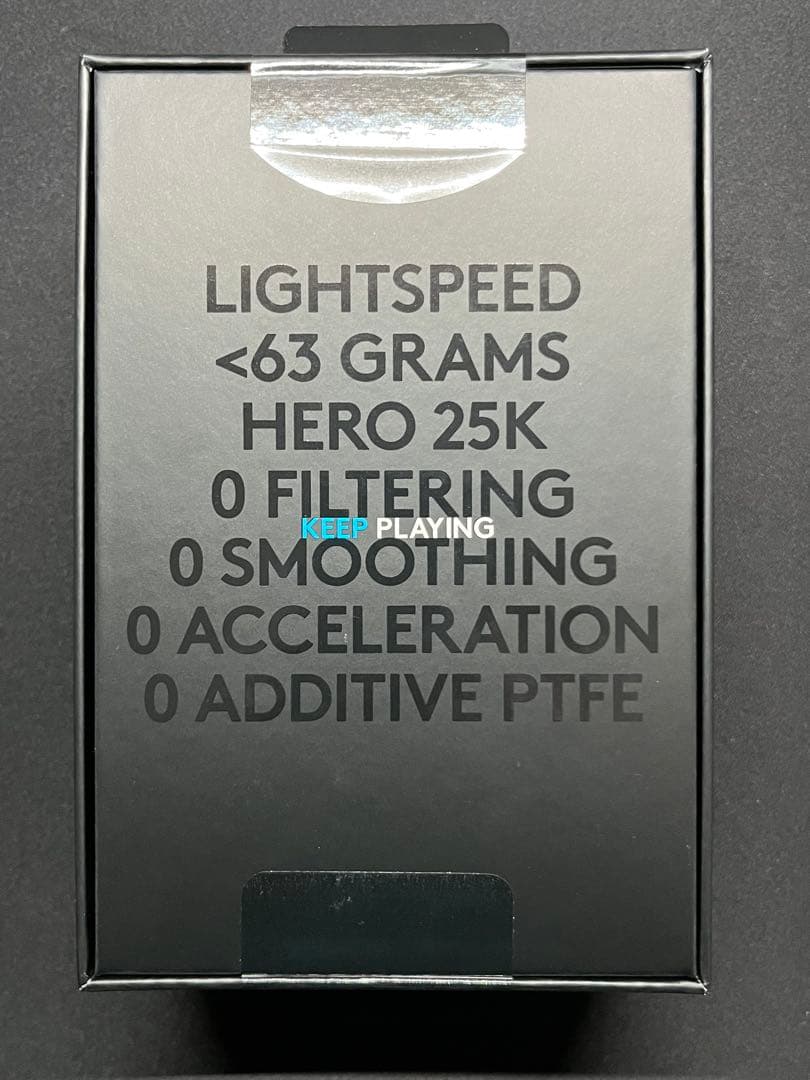 LIGHTSPEED
<63 GRAMS
HERO 25K
0 FILTERING
KEEP PLAYING
0 SMOOTHING
0 ACCELERATION
0 ADDITIVE PTFE